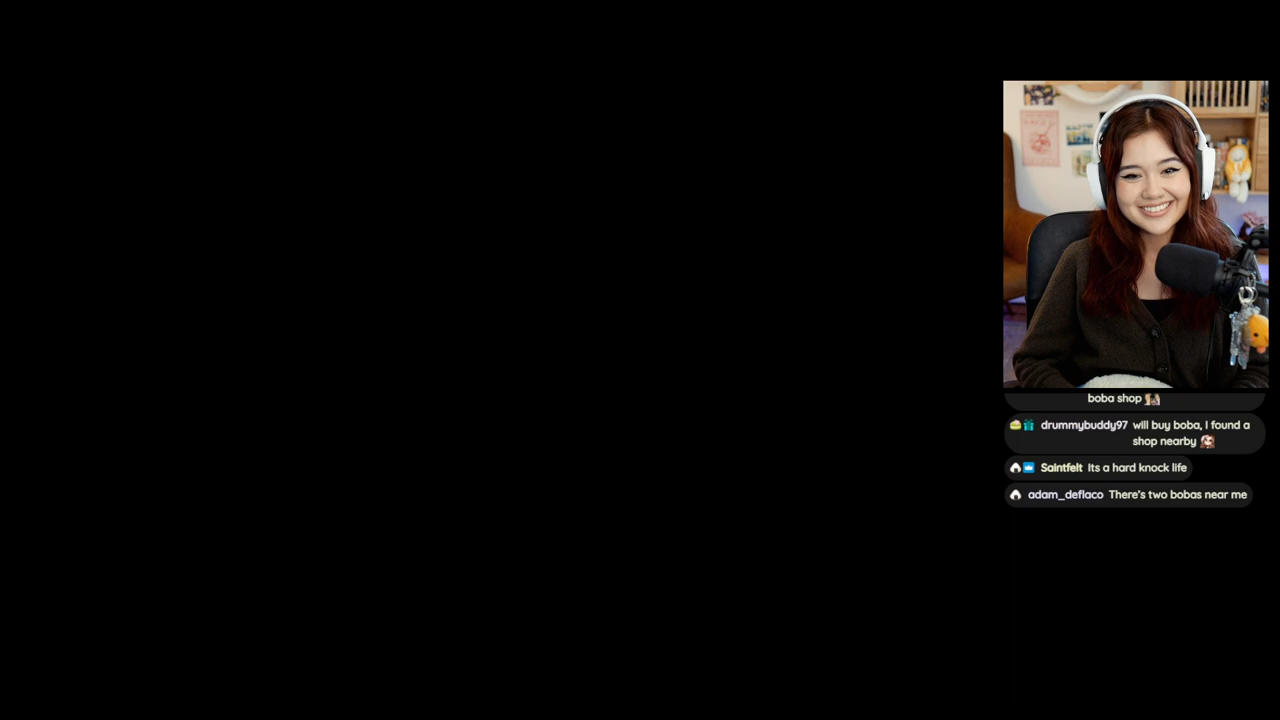 boba shop
drummybuddy97 will buy boba, I found a
shop nearby
Saintfelt Its a hard knock life
adam_deflaco There's two bobas near me